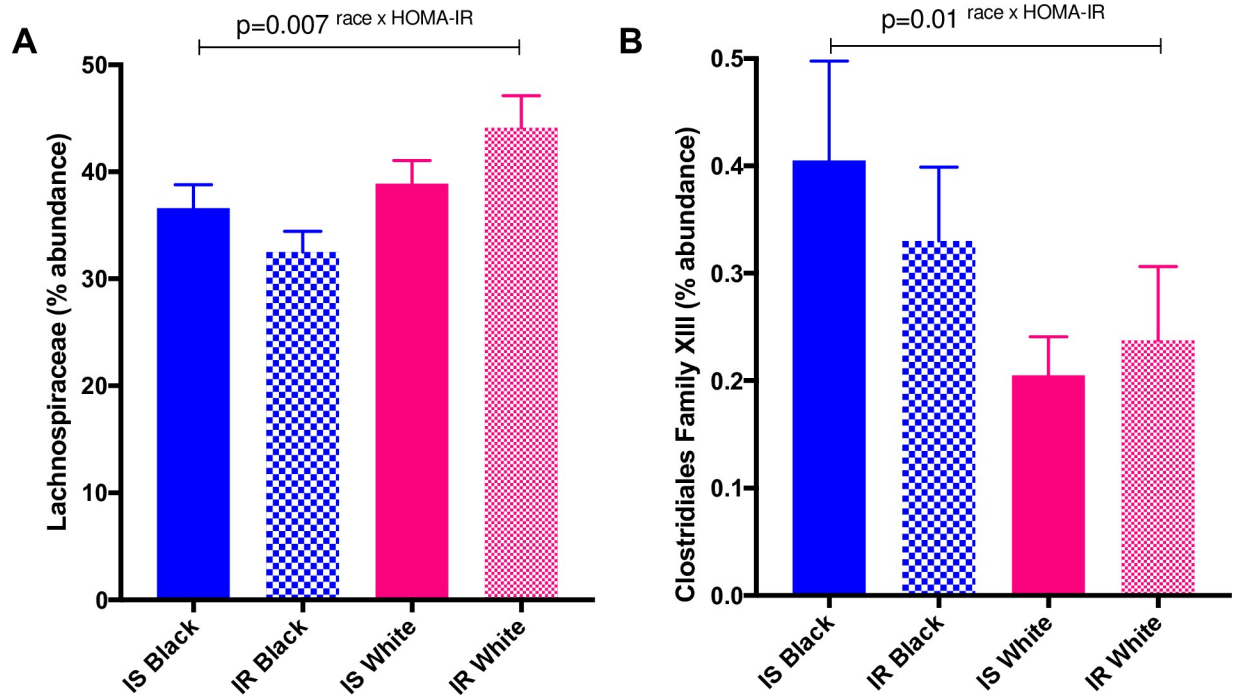 A
p=0.007 race x HOMA-IR
Lachnospiraceae (% abundance)
50
40
30
20
10
0
IS Black
IR Black
IS White
IR White
B
p=0.01 race x HOMA-IR
Clostridiales Family XIII (% abundance)
0.5
0.4
0.3
0.2
0.1
0.0
IS Black
IR Black
IS White
IR White